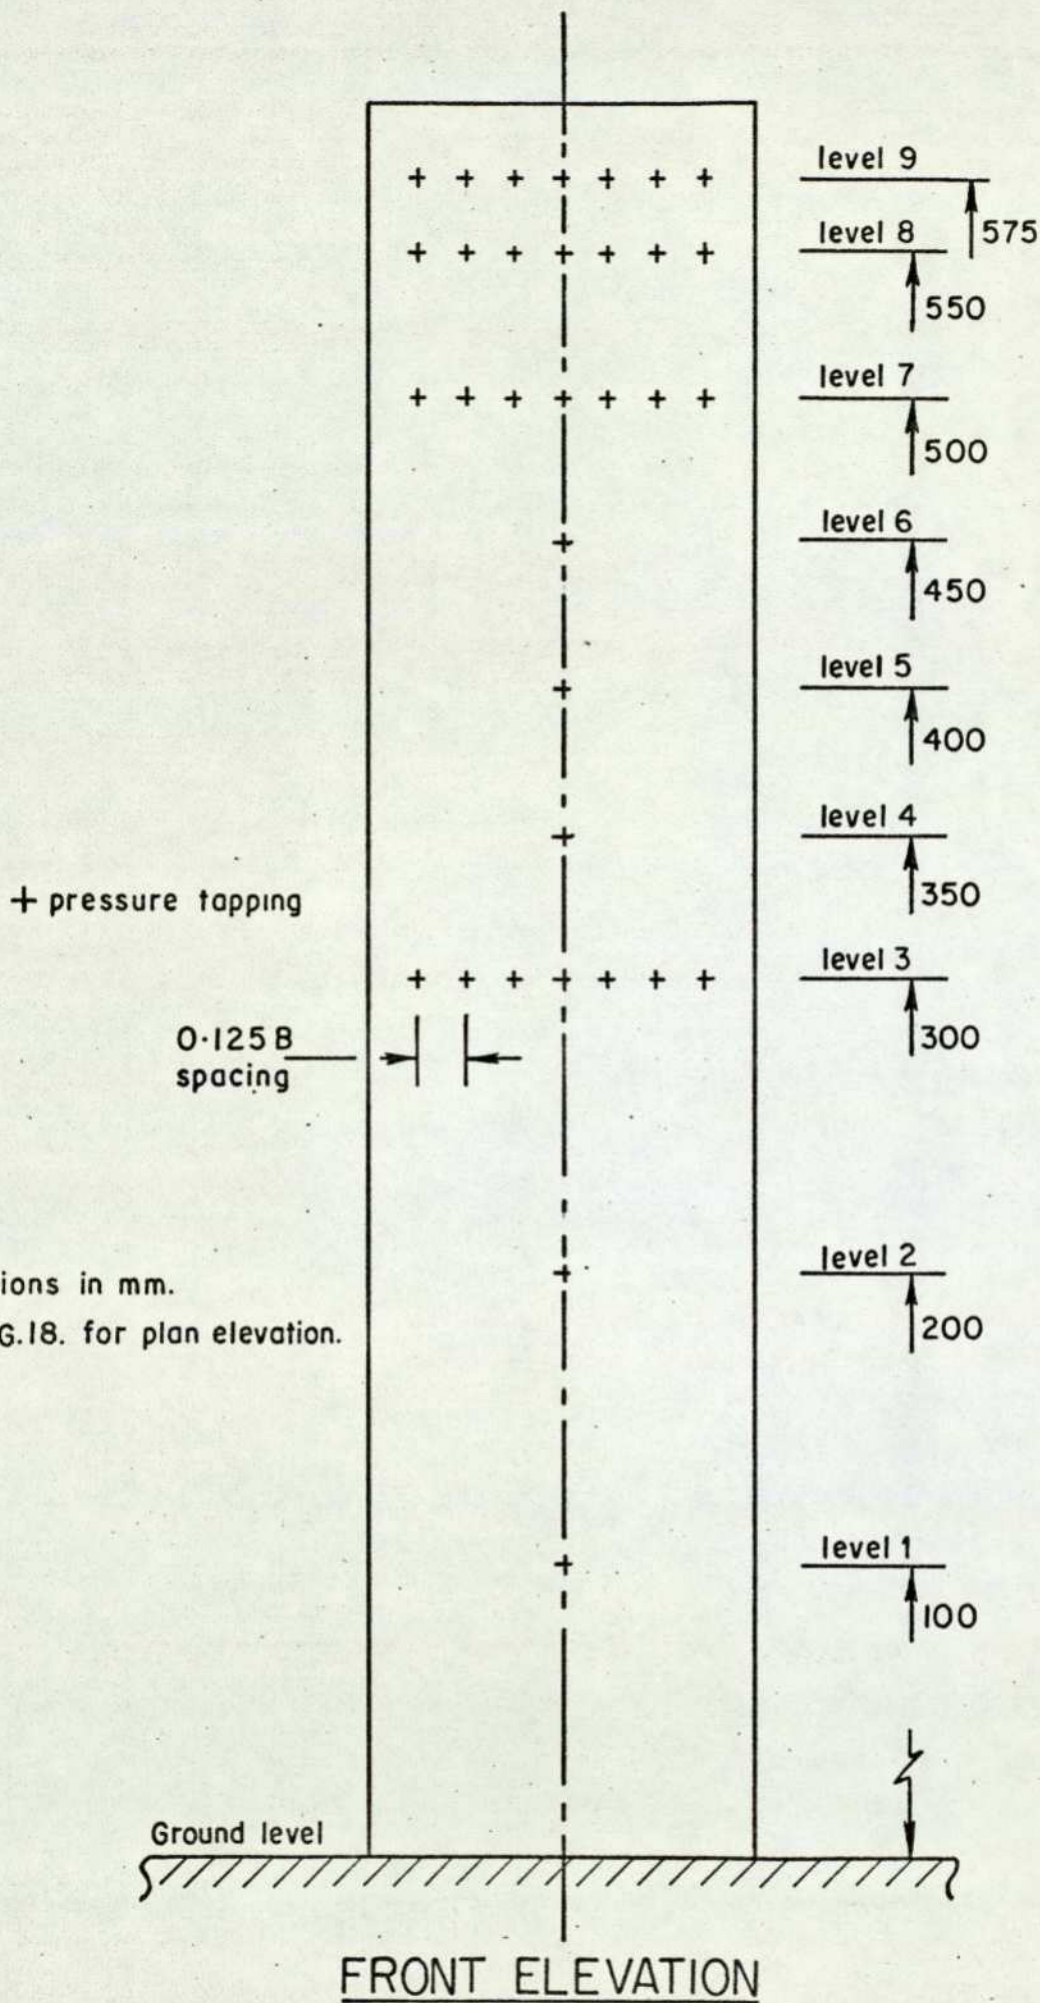 level 9
575
level 8
550
level 7
500
level 6
450
level 5
400
level 4
350
+ pressure tapping
level 3
300
0·125B
spacing
level 2
200
ions in mm.
G.18. for plan elevation.
level 1
100
Ground level
FRONT ELEVATION